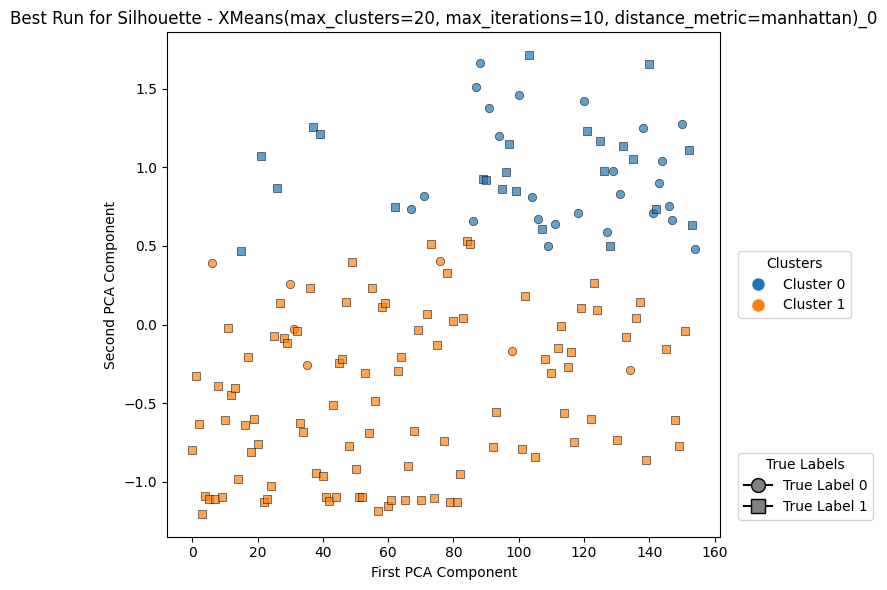 Best Run for Silhouette - XMeans(max_clusters=20, max_iterations=10, distance_metric=manhattan)_0
1.5
1.0
0.5
0.0
−0.5
−1.0
Second PCA Component
0 20 40 60 80 100 120 140 160
First PCA Component
Clusters
Cluster 0
Cluster 1
True Labels
True Label 0
True Label 1